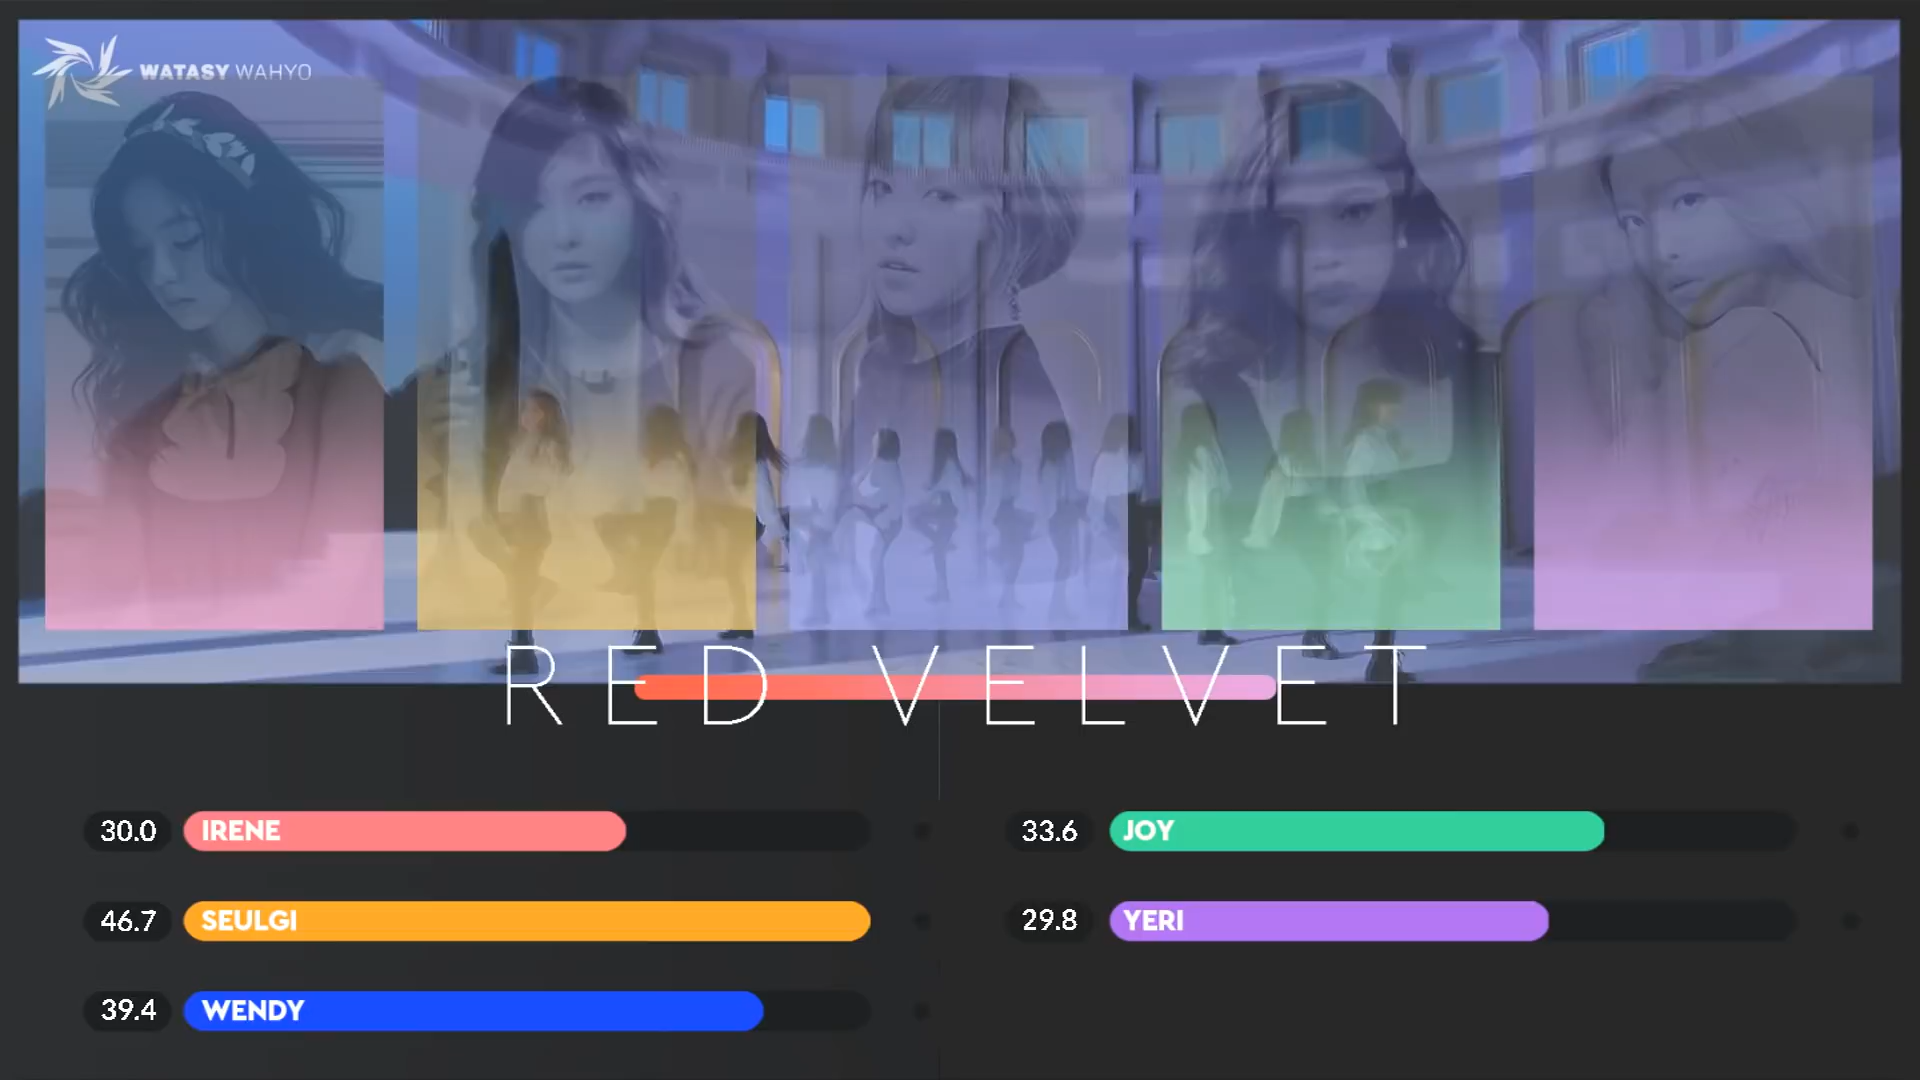 WATASY WAHYO
RED VELVET
30.0 IRENE
46.7 SEULGI
39.4 WENDY
33.6 JOY
29.8 YERI